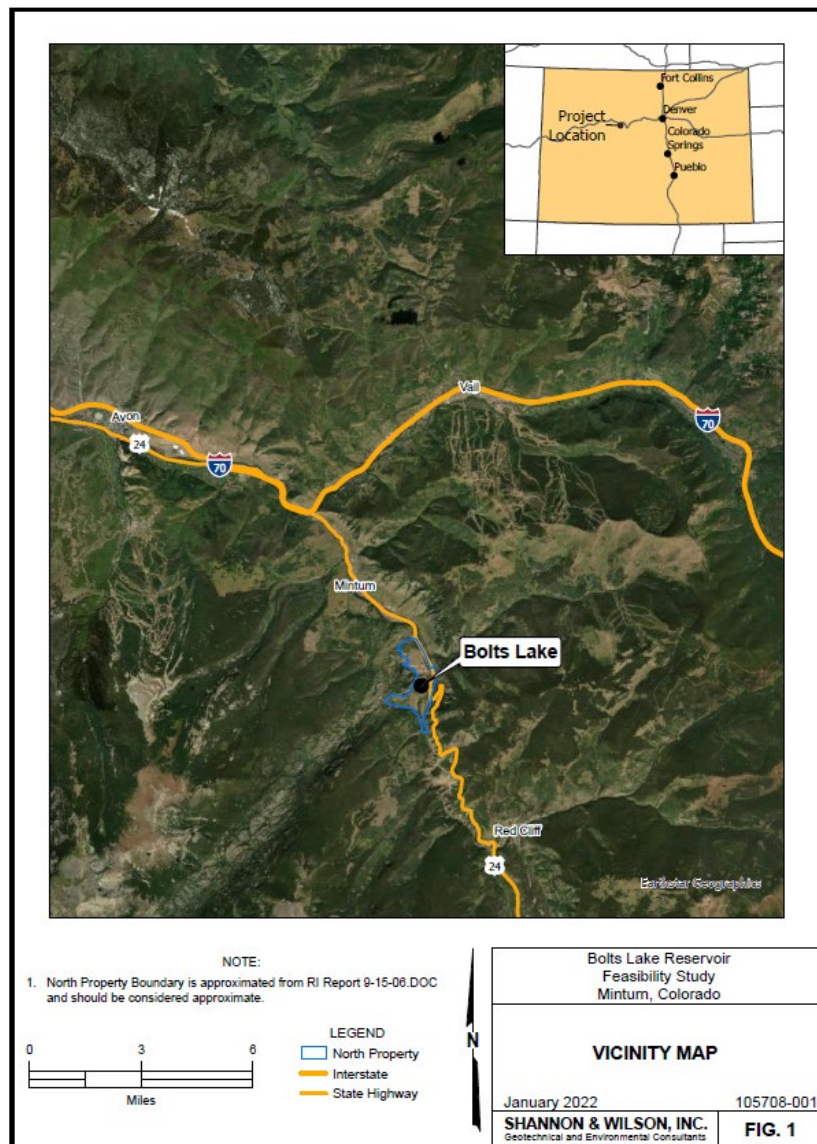 Fort Collins
Denver
Project
Location
Colorado
Springs
Pueblo
Vail
70
Avon
24
70
Minturn
Bolts Lake
Red Cliff
24
Earthstar Geographics
NOTE:
1. North Property Boundary is approximated from RI Report 9-15-06.DOC
and should be considered approximate.
0 3 6
Miles
LEGEND
North Property
Interstate
State Highway
N
Bolts Lake Reservoir
Feasibility Study
Minturn, Colorado
VICINITY MAP
January 2022 105708-001
SHANNON & WILSON, INC.
Geotechnical and Environmental Consultants
FIG. 1